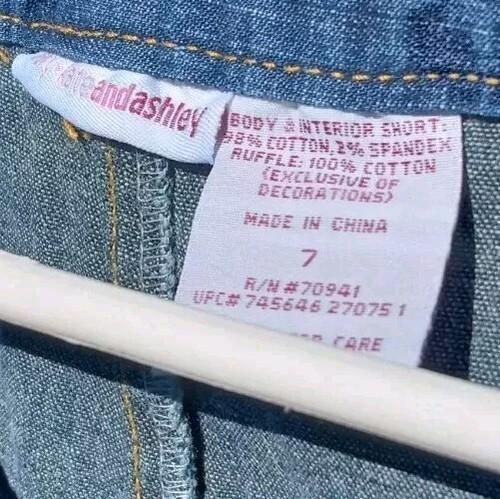 andashley
BODY & INTERIOR SHORT:
98% COTTON, 2% SPANDEX
RUFFLE: 100% COTTON
(EXCLUSIVE OF
DECORATIONS)
MADE IN CHINA
7
R/N #70941
UPC# 745646 27075 1
CARE